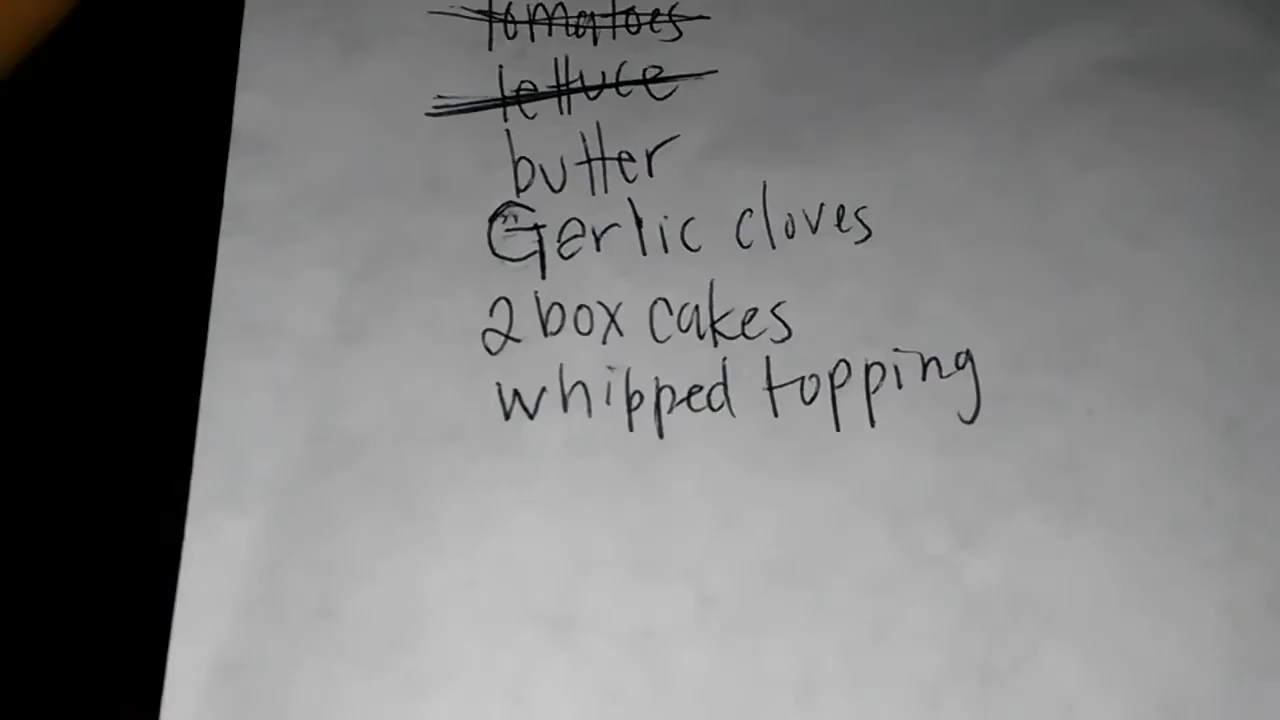 tomatoes
lettuce
butter
Gerlic cloves
2 box cakes
whipped topping